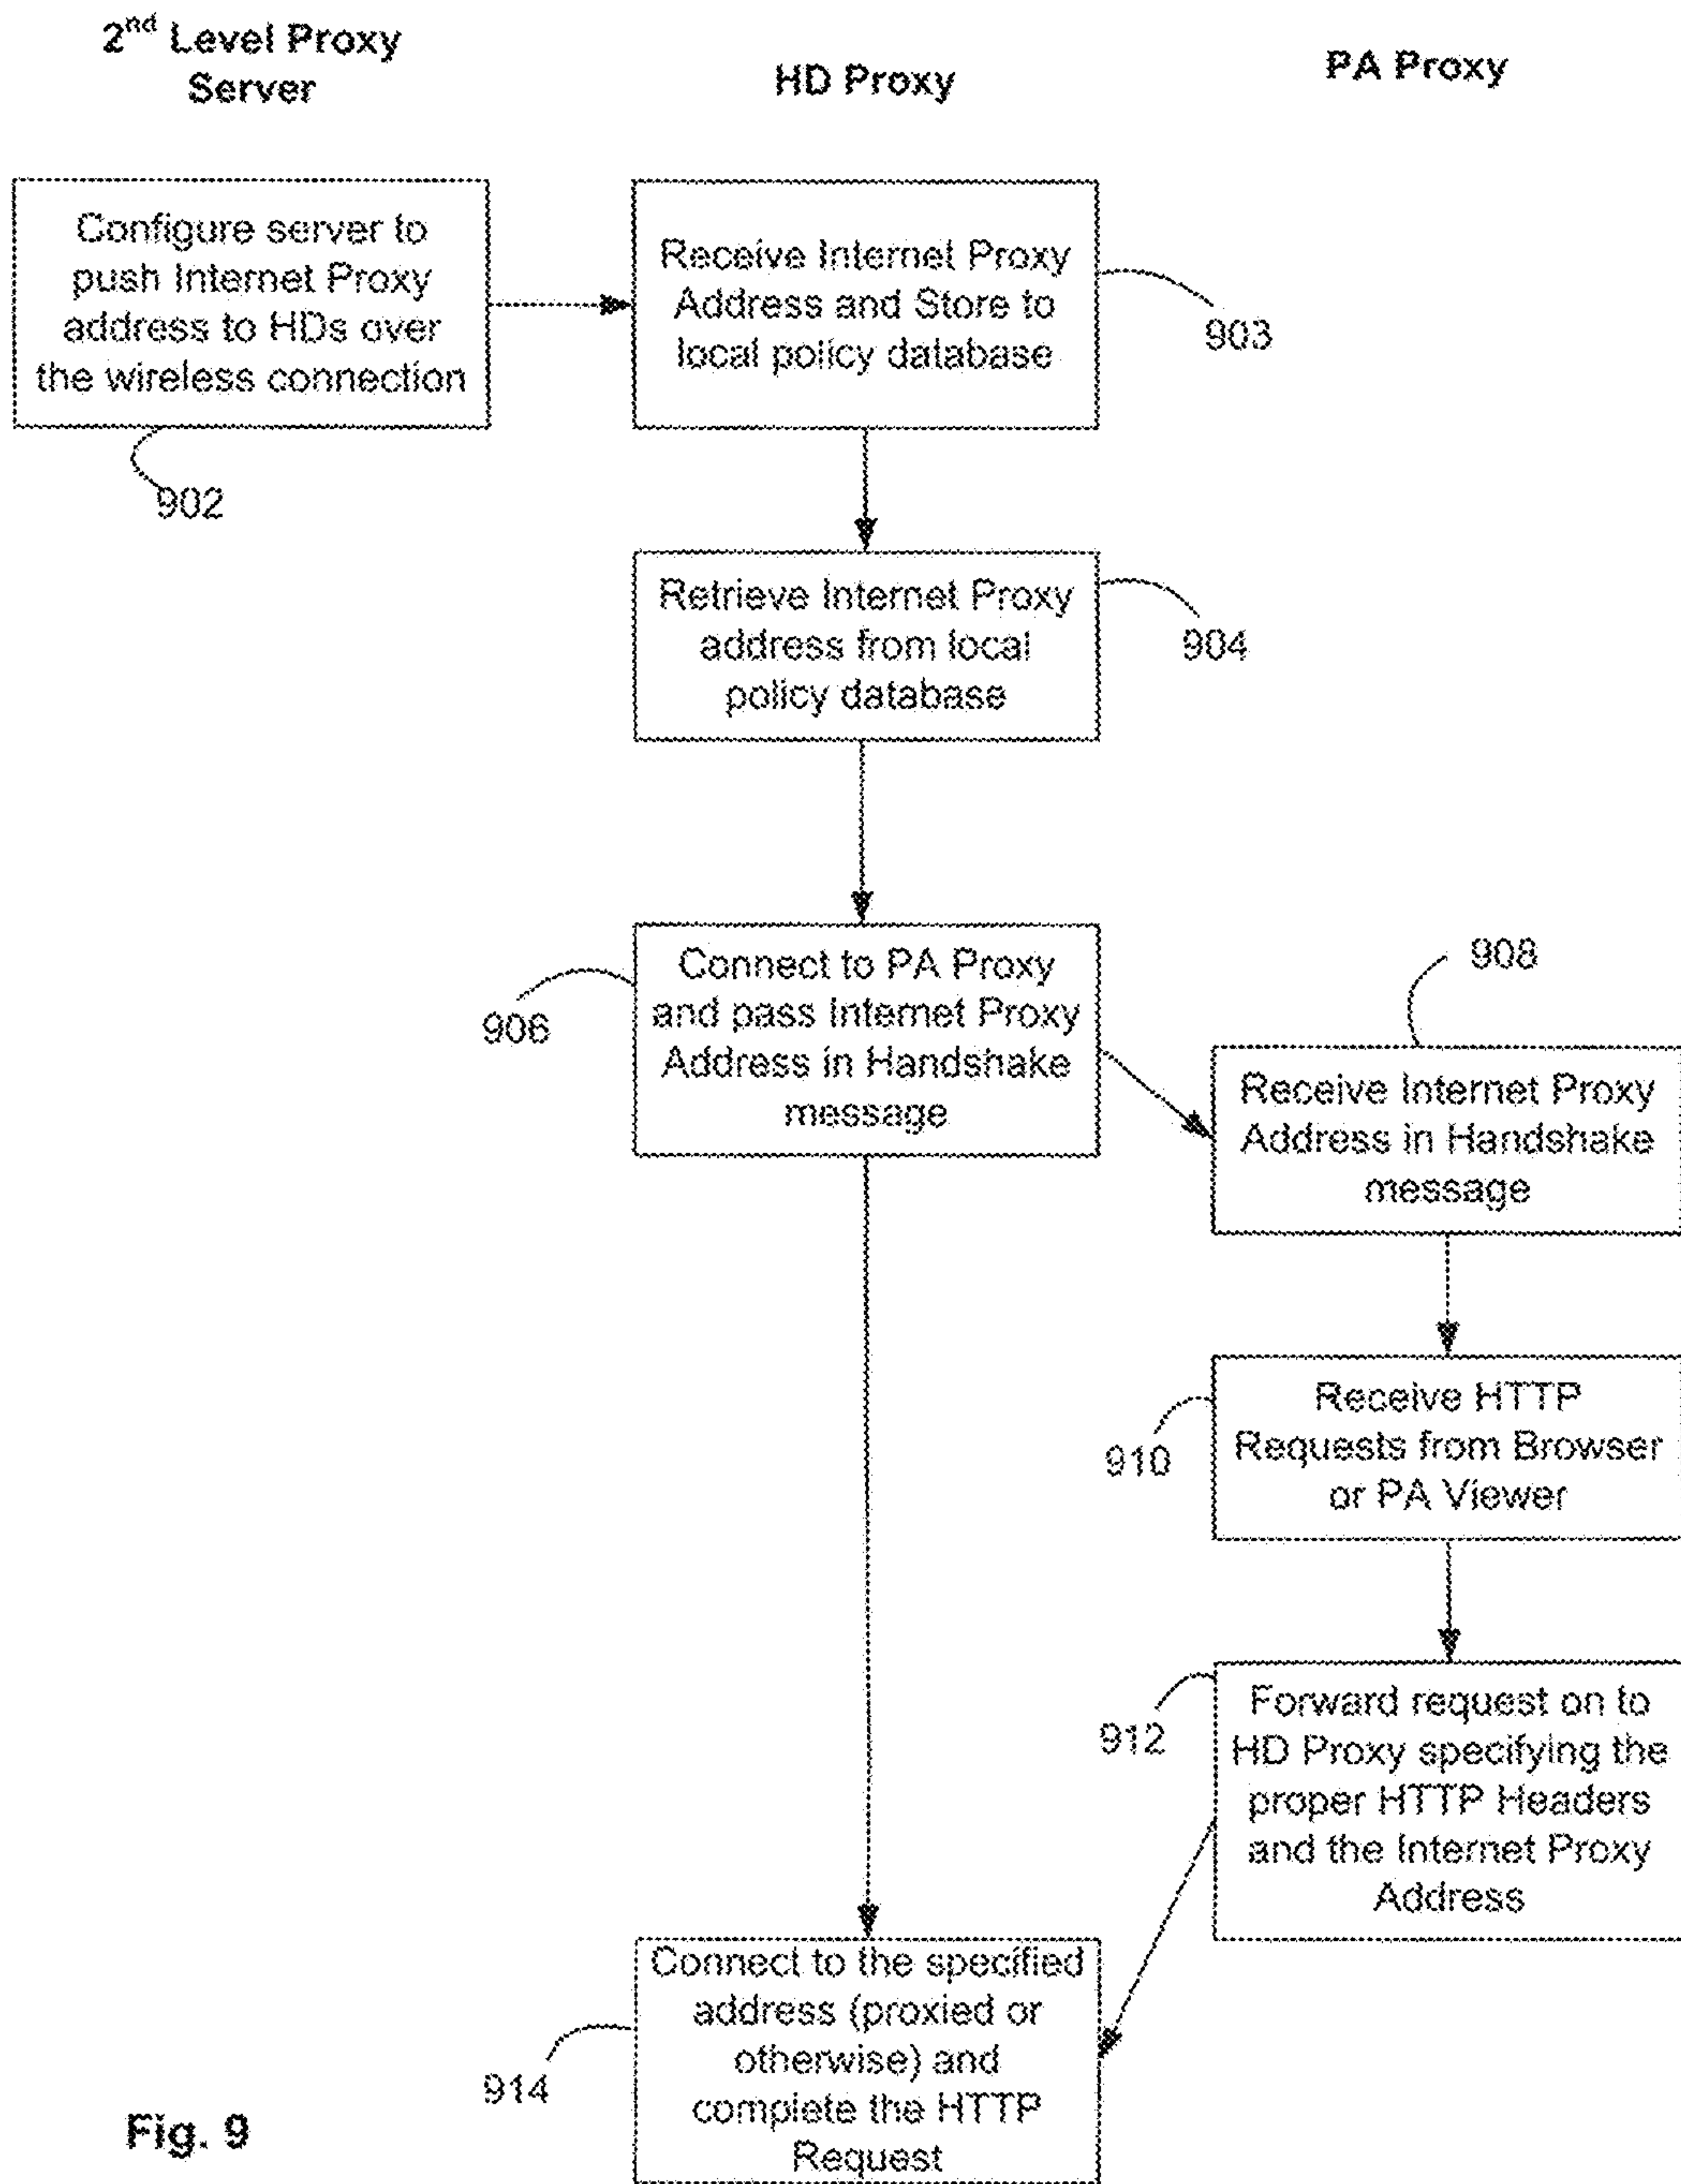 2nd Level Proxy
Server
HD Proxy
PA Proxy
Configure server to
push Internet Proxy
address to HDs over
the wireless connection
902
Receive Internet Proxy
Address and Store to
local policy database
903
Retrieve Internet Proxy
address from local
policy database
904
Connect to PA Proxy
and pass Internet Proxy
Address in Handshake
message
906
908
Receive Internet Proxy
Address in Handshake
message
Receive HTTP
Requests from Browser
or PA Viewer
910
Forward request on to
HD Proxy specifying the
proper HTTP Headers
and the Internet Proxy
Address
912
Connect to the specified
address (proxied or
otherwise) and
complete the HTTP
Request
914
Fig. 9